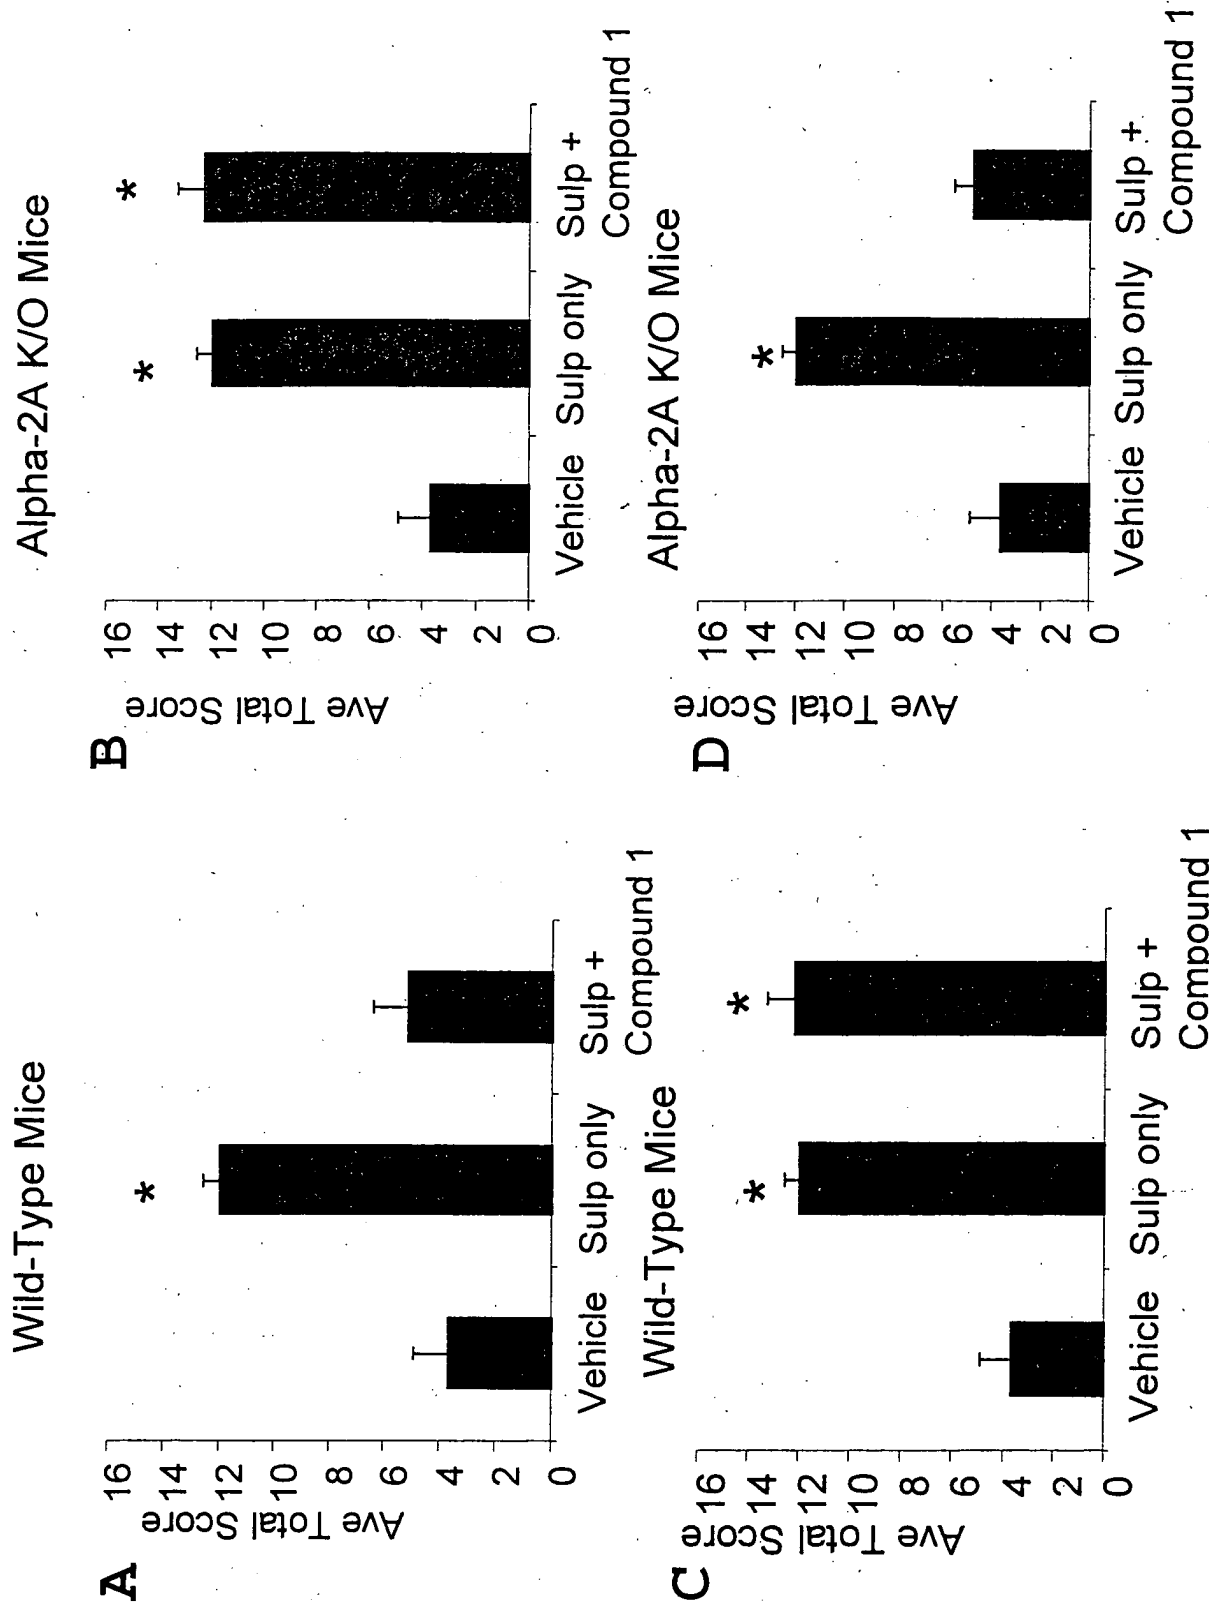 A
Wild-Type Mice
Ave Total Score
16
14
12
10
8
6
4
2
0
*
Vehicle Sulp only Sulp +
Compound 1
B
Alpha-2A K/O Mice
Ave Total Score
16
14
12
10
8
6
4
2
0
* *
Vehicle Sulp only Sulp +
Compound 1
C
Wild-Type Mice
Ave Total Score
16
14
12
10
8
6
4
2
0
* *
Vehicle Sulp only Sulp +
Compound 1
D
Alpha-2A K/O Mice
Ave Total Score
16
14
12
10
8
6
4
2
0
*
Vehicle Sulp only Sulp +
Compound 1